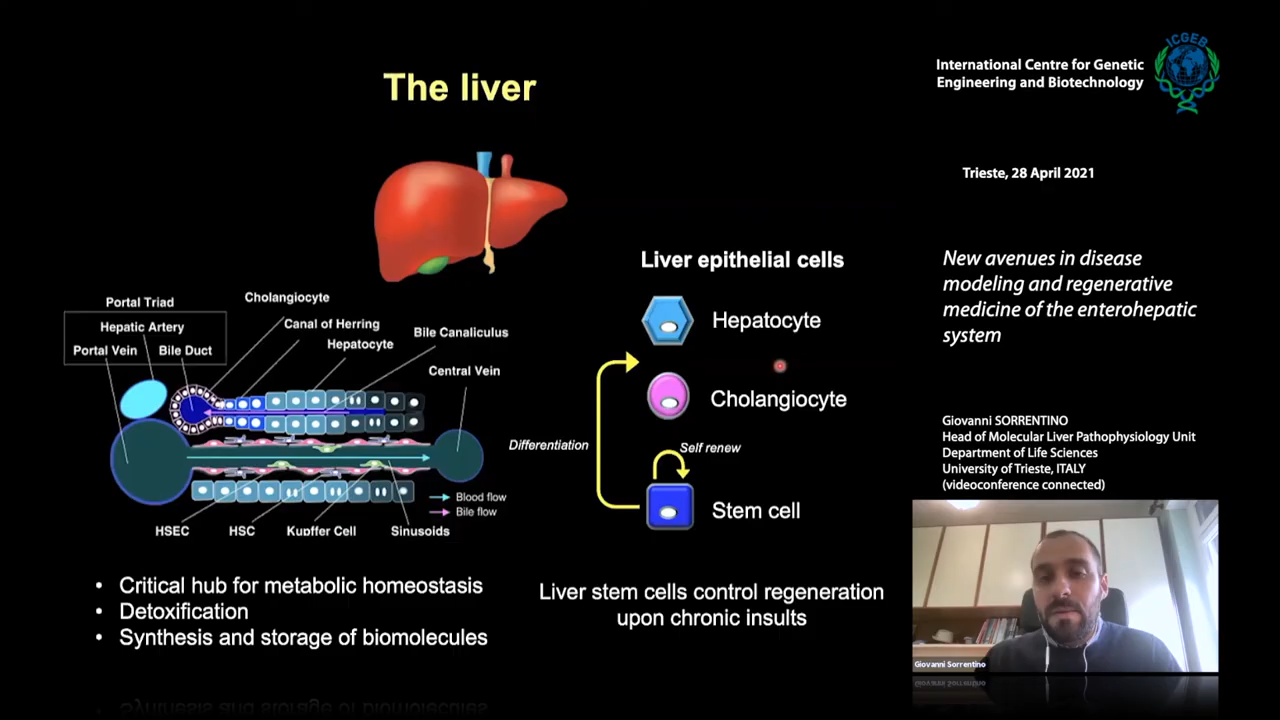 The liver
International Centre for Genetic
Engineering and Biotechnology
ICGEB
Trieste, 28 April 2021
New avenues in disease
modeling and regenerative
medicine of the enterohepatic
system
Giovanni SORRENTINO
Head of Molecular Liver Pathophysiology Unit
Department of Life Sciences
University of Trieste, ITALY
(videoconference connected)
Giovanni Sorrentino
Portal Triad
Hepatic Artery
Portal Vein
Bile Duct
Cholangiocyte
Canal of Herring
Hepatocyte
Bile Canaliculus
Central Vein
Blood flow
Bile flow
HSEC
HSC
Kupffer Cell
Sinusoids
Liver epithelial cells
Hepatocyte
Cholangiocyte
Differentiation
Self renew
Stem cell
• Critical hub for metabolic homeostasis
• Detoxification
• Synthesis and storage of biomolecules
Liver stem cells control regeneration
upon chronic insults